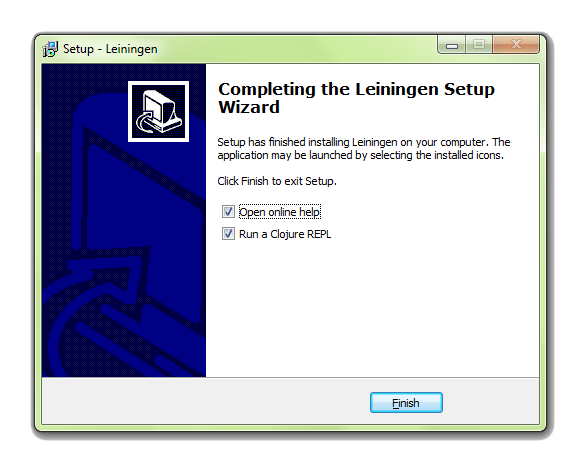 Setup - Leiningen
Completing the Leiningen Setup
Wizard
Setup has finished installing Leiningen on your computer. The
application may be launched by selecting the installed icons.
Click Finish to exit Setup.
Open online help
Run a Clojure REPL
Finish